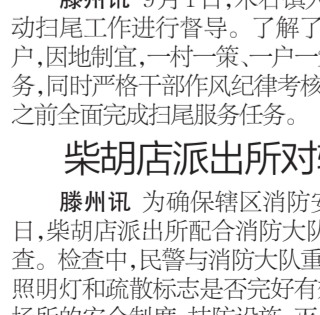 滕州讯 9月1日，木石镇
动扫尾工作进行督导。了解了
户，因地制宜，一村一策、一户一
务，同时严格干部作风纪律考核
之前全面完成扫尾服务任务。
柴胡店派出所对
滕州讯 为确保辖区消防安
日，柴胡店派出所配合消防大队
查。检查中，民警与消防大队重
照明灯和疏散标志是否完好有